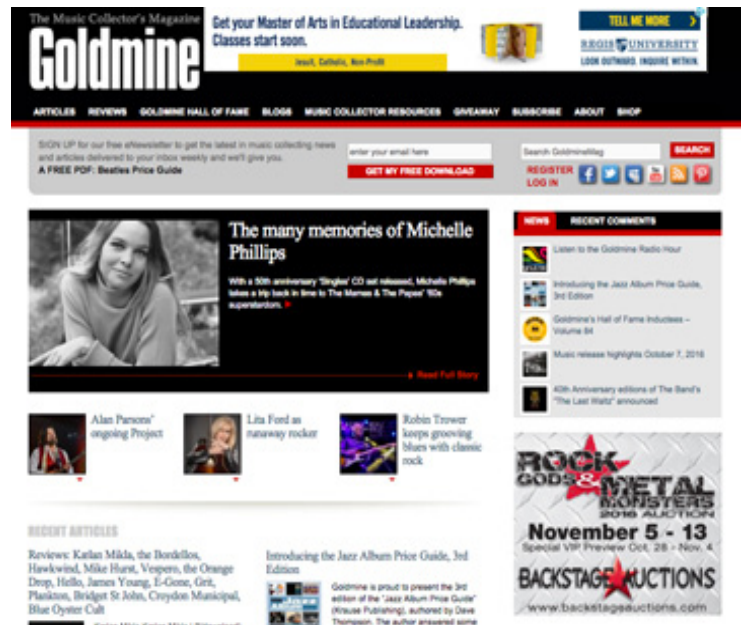 The Music Collector's Magazine
Goldmine
Get your Master of Arts in Educational Leadership.
Classes start soon.
Jesuit, Catholic, Non-Profit
TELL ME MORE
REGIS UNIVERSITY
LOOK OUTWARD. INQUIRE WITHIN.
ARTICLES REVIEWS GOLDMINE HALL OF FAME BLOGS MUSIC COLLECTOR RESOURCES GIVEAWAY SUBSCRIBE ABOUT SHOP
SIGN UP for our free eNewsletter to get the latest in music collecting news
and articles delivered to your inbox weekly and we'll give you.
A FREE PDF: Beatles Price Guide
enter your email here
GET MY FREE DOWNLOAD
Search GoldmineMag
SEARCH
REGISTER
LOG IN
The many memories of Michelle
Phillips
With a 50th anniversary 'Singles' CD set released, Michelle Phillips
takes a trip back in time to The Mamas & The Papas' '60s
superstardom.
Read Full Story
NEWS RECENT COMMENTS
Listen to the Goldmine Radio Hour
Introducing the Jazz Album Price Guide,
3rd Edition
Goldmine's Hall of Fame Inductees –
Volume 84
Music release highlights October 7, 2016
40th Anniversary editions of The Band's
"The Last Waltz" announced
Alan Parsons'
ongoing Project
Lita Ford as
runaway rocker
Robin Trower
keeps grooving
blues with classic
rock
ROCK
GODS & METAL
MONSTERS
2016 AUCTION
November 5 - 13
Special VIP Preview Oct. 28 - Nov. 4
BACKSTAGE AUCTIONS
www.backstageauctions.com
RECENT ARTICLES
Reviews: Karlan Mikla, the Bordellos,
Hawkwind, Mike Hurst, Vespero, the Orange
Drop, Hello, James Young, E-Gone, Grit,
Plankton, Bridget St John, Croydon Municipal,
Blue Oyster Cult
Introducing the Jazz Album Price Guide, 3rd
Edition
Goldmine is proud to present the 3rd
edition of the "Jazz Album Price Guide"
(Krause Publishing), authored by Dave
Thompson. The author answered some